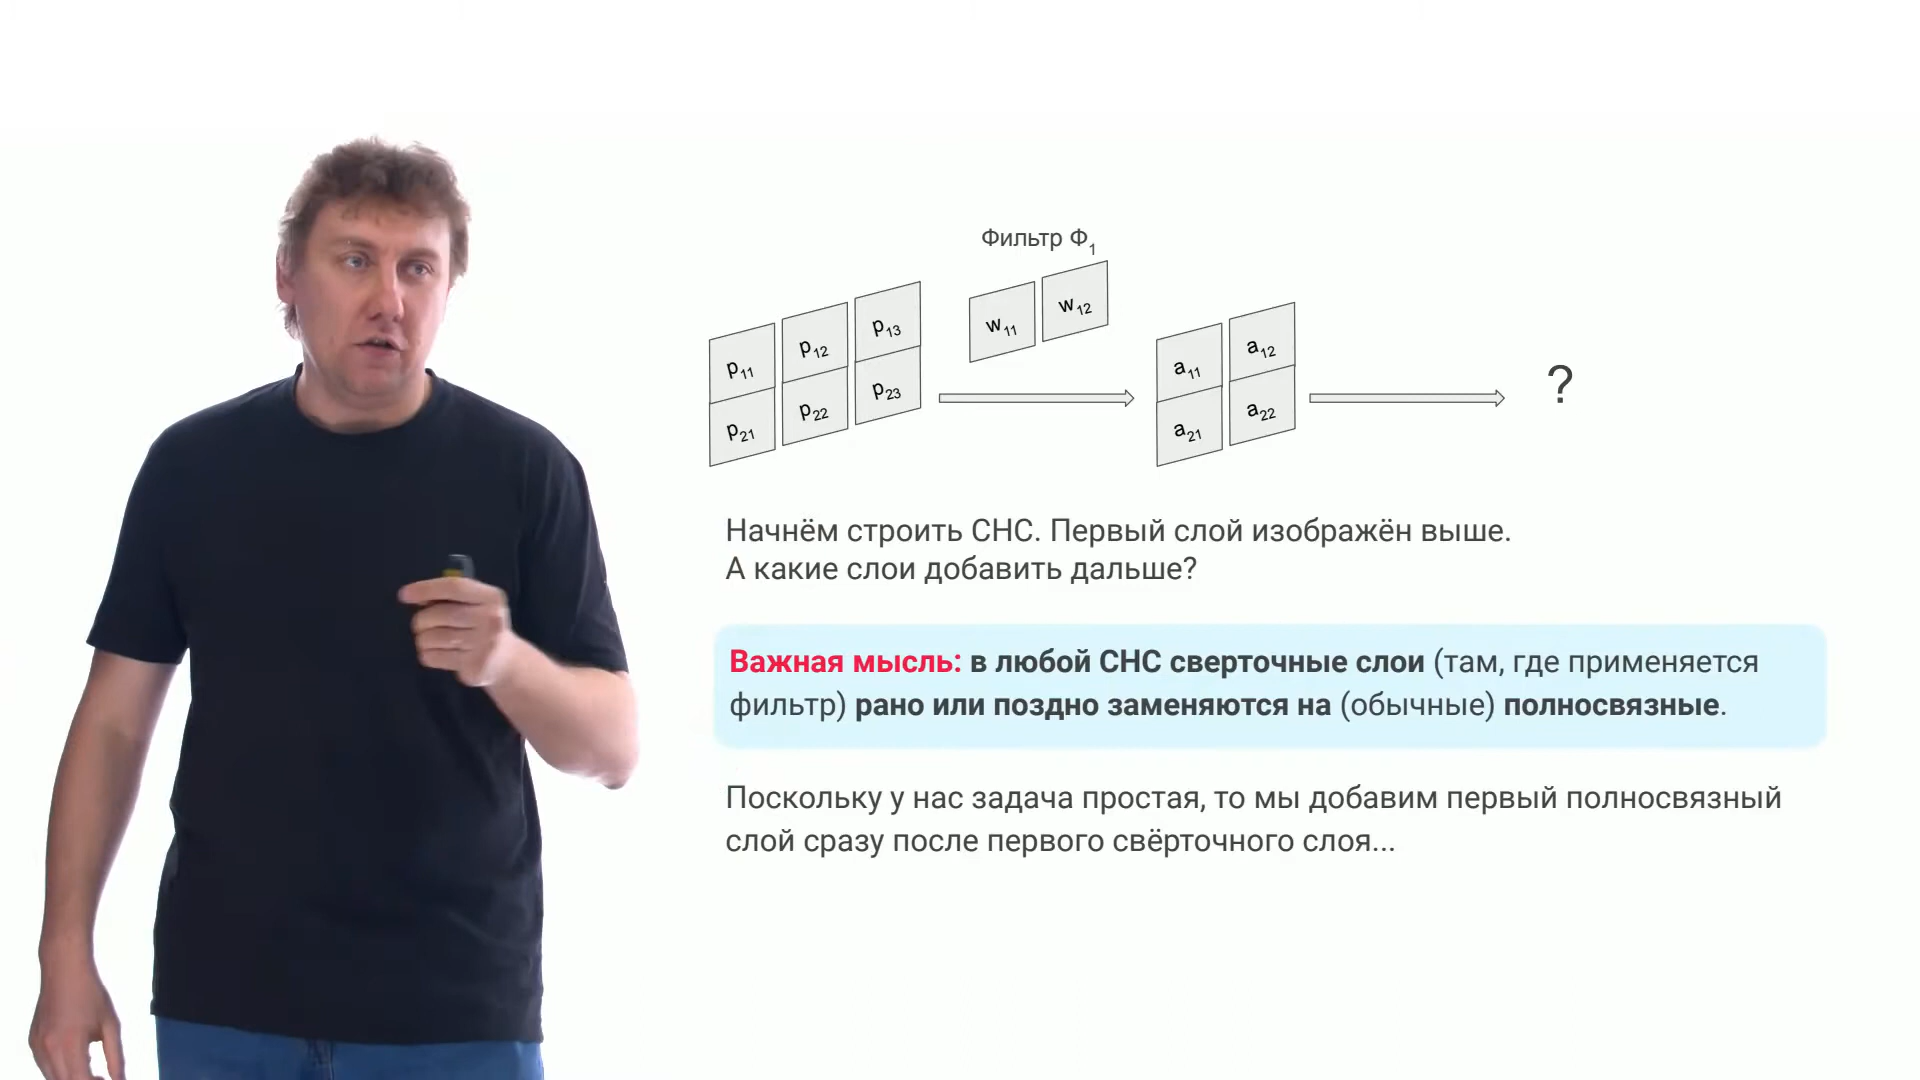 Фильтр Ф1
w11 w12
p11 p12 p13
p21 p22 p23
a11 a12
a21 a22
?
Начнём строить СНС. Первый слой изображён выше.
А какие слои добавить дальше?
Важная мысль: в любой СНС сверточные слои (там, где применяется
фильтр) рано или поздно заменяются на (обычные) полносвязные.
Поскольку у нас задача простая, то мы добавим первый полносвязный
слой сразу после первого свёрточного слоя...